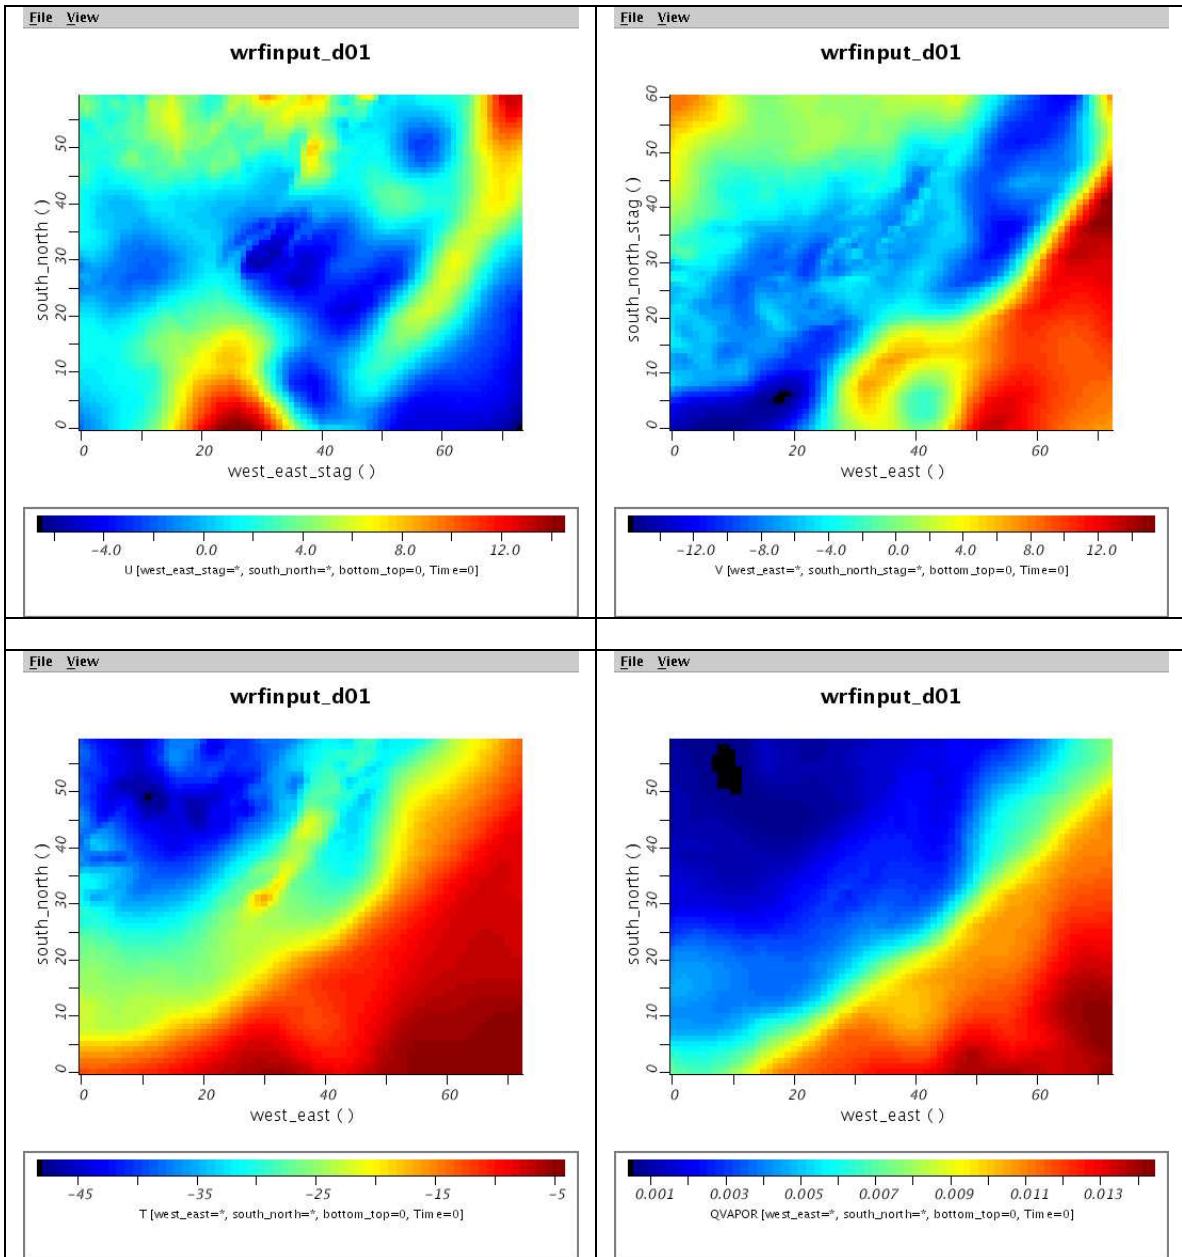 File View
wrfinput_d01
south_north ( )
50
40
30
20
10
0
0 20 40 60
west_east_stag ( )
-4.0 0.0 4.0 8.0 12.0
U [west_east_stag=*, south_north=*, bottom_top=0, Time=0]
File View
wrfinput_d01
south_north_stag ( )
60
50
40
30
20
10
0
0 20 40 60
west_east ( )
-12.0 -8.0 -4.0 0.0 4.0 8.0 12.0
V [west_east=*, south_north_stag=*, bottom_top=0, Time=0]
File View
wrfinput_d01
south_north ( )
50
40
30
20
10
0
0 20 40 60
west_east ( )
-45 -35 -25 -15 -5
T [west_east=*, south_north=*, bottom_top=0, Time=0]
File View
wrfinput_d01
south_north ( )
50
40
30
20
10
0
0 20 40 60
west_east ( )
0.001 0.003 0.005 0.007 0.009 0.011 0.013
QVAPOR [west_east=*, south_north=*, bottom_top=0, Time=0]